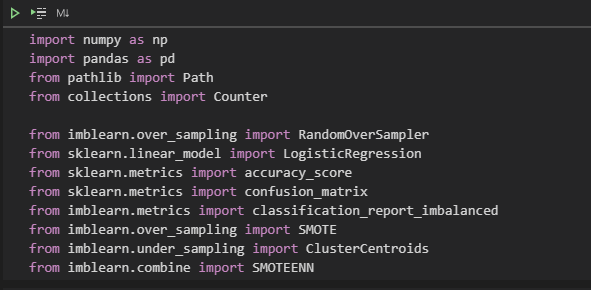 M↓
import numpy as np
import pandas as pd
from pathlib import Path
from collections import Counter
from imblearn.over_sampling import RandomOverSampler
from sklearn.linear_model import LogisticRegression
from sklearn.metrics import accuracy_score
from sklearn.metrics import confusion_matrix
from imblearn.metrics import classification_report_imbalanced
from imblearn.over_sampling import SMOTE
from imblearn.under_sampling import ClusterCentroids
from imblearn.combine import SMOTEENN